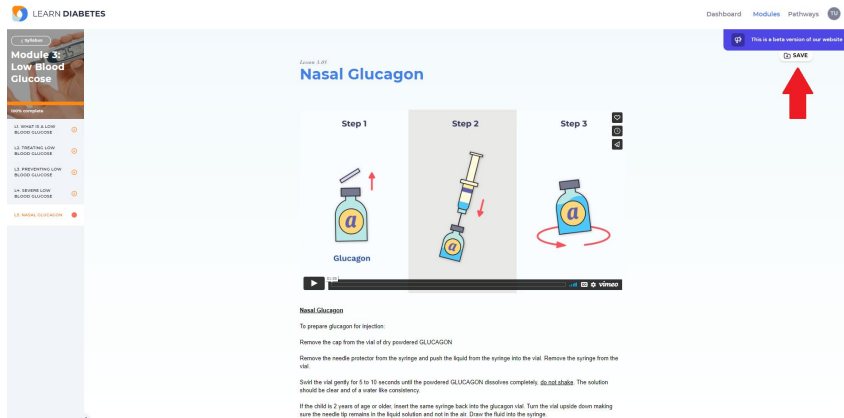 LEARN DIABETES
Dashboard Modules Pathways TU
This is a beta version of our website
SAVE
< Syllabus
Module 3:
Low Blood
Glucose
100% complete
L1. WHAT IS A LOW
BLOOD GLUCOSE
L2. TREATING LOW
BLOOD GLUCOSE
L3. PREVENTING LOW
BLOOD GLUCOSE
L4. SEVERE LOW
BLOOD GLUCOSE
L5. NASAL GLUCAGON
Lesson 3.05
Nasal Glucagon
Step 1 Step 2 Step 3
a
a
a
Glucagon
vimeo
Nasal Glucagon
To prepare glucagon for injection:
Remove the cap from the vial of dry powdered GLUCAGON
Remove the needle protector from the syringe and push the liquid from the syringe into the vial. Remove the syringe from the
vial.
Swirl the vial gently for 5 to 10 seconds until the powdered GLUCAGON dissolves completely, do not shake. The solution
should be clear and of a water like consistency.
If the child is 2 years of age or older, insert the same syringe back into the glucagon vial. Turn the vial upside down making
sure the needle tip remains in the liquid solution and not in the air. Draw the fluid into the syringe.